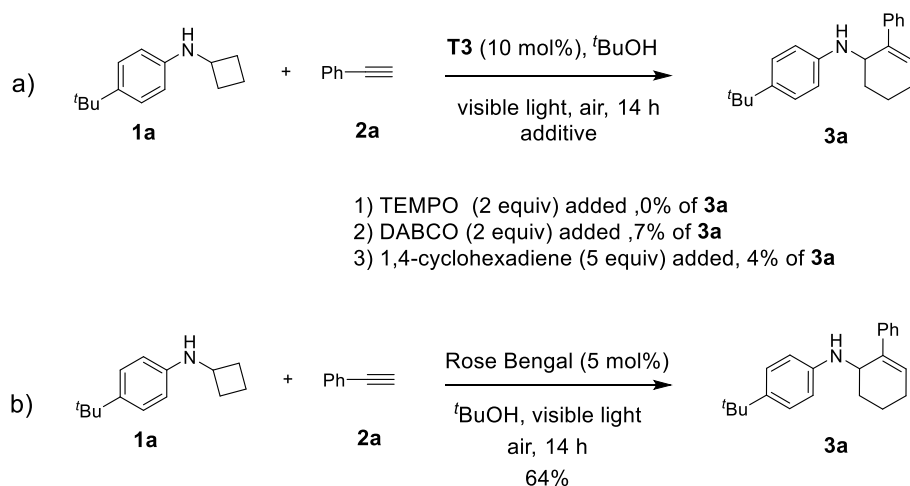 a)
H
N
tBu
1a
+
Ph
2a
T3 (10 mol%), tBuOH
visible light, air, 14 h
additive
Ph
H
N
tBu
3a
1) TEMPO (2 equiv) added ,0% of 3a
2) DABCO (2 equiv) added ,7% of 3a
3) 1,4-cyclohexadiene (5 equiv) added, 4% of 3a
b)
H
N
tBu
1a
+
Ph
2a
Rose Bengal (5 mol%)
tBuOH, visible light
air, 14 h
64%
Ph
H
N
tBu
3a